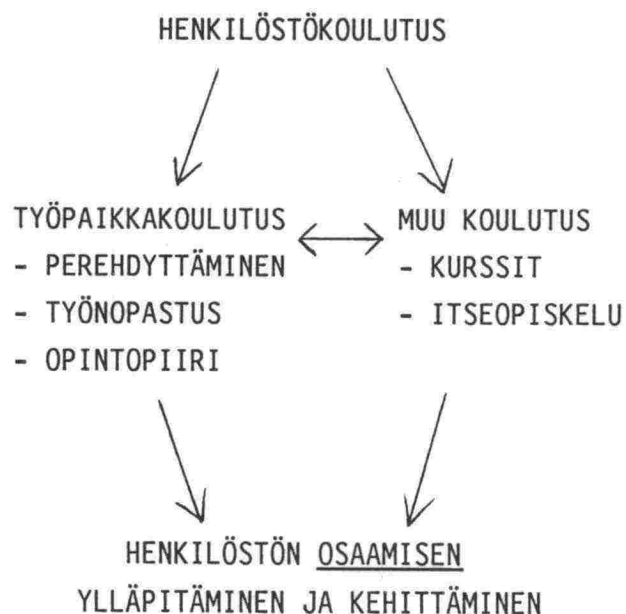 HENKILÖSTÖKOULUTUS
TYÖPAIKKAKOULUTUS
- PEREHDYTTÄMINEN
- TYÖNOPASTUS
- OPINTOPIIRI
MUU KOULUTUS
- KURSSIT
- ITSEOPISKELU
HENKILÖSTÖN OSAAMISEN
YLLÄPITÄMINEN JA KEHITTÄMINEN